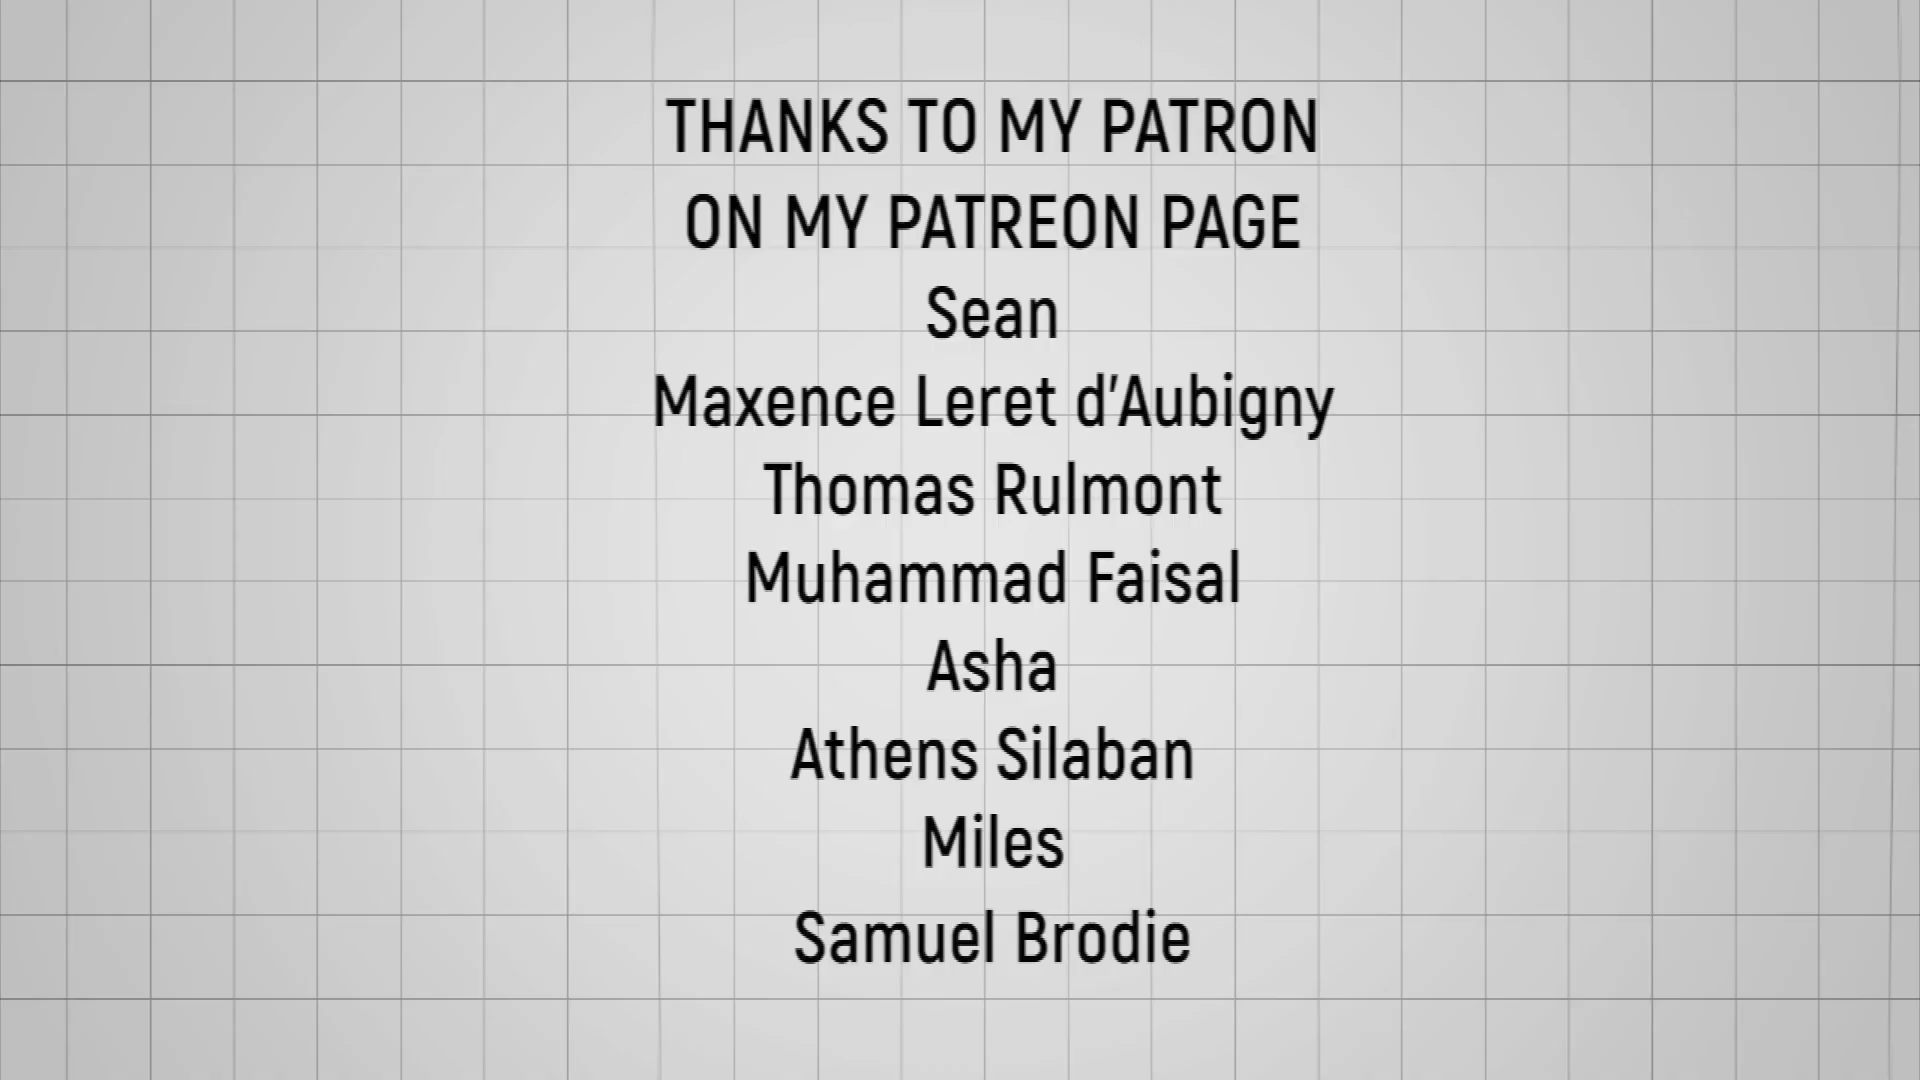 THANKS TO MY PATRON
ON MY PATREON PAGE
Sean
Maxence Leret d'Aubigny
Thomas Rulmont
Muhammad Faisal
Asha
Athens Silaban
Miles
Samuel Brodie